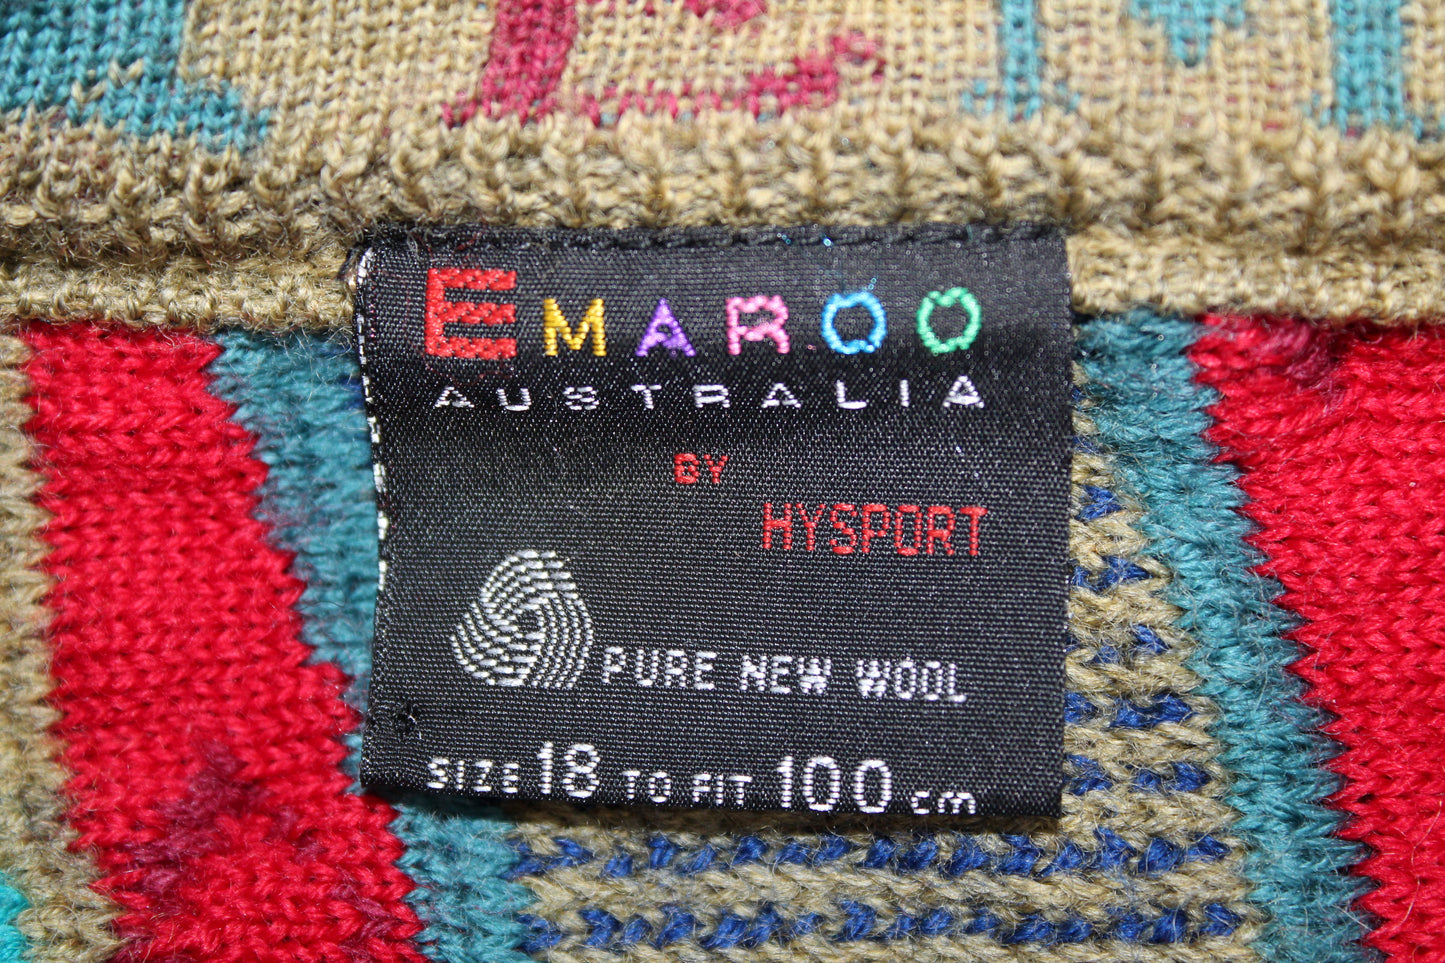 EMAROO
AUSTRALIA
BY
HYSPORT
PURE NEW WOOL
SIZE 18 TO FIT 100 cm